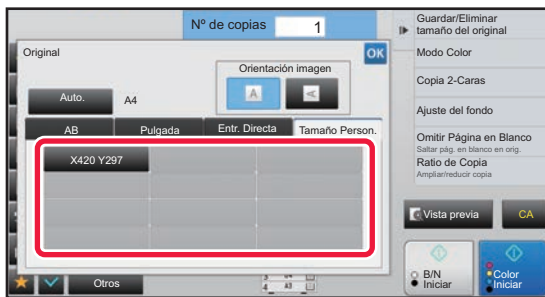 Nº de copias
1
Guardar/Eliminar
tamaño del original
Original
OK
Modo Color
Orientación imagen
Copia 2-Caras
Auto.
A4
A
A
Ajuste del fondo
AB
Pulgada
Entr. Directa
Tamaño Person.
Omitir Página en Blanco
Saltar pág. en blanco en orig.
X420 Y297
Ratio de Copia
Ampliar/reducir copia
Vista previa
CA
B/N
Iniciar
Color
Iniciar
Otros
4
A3